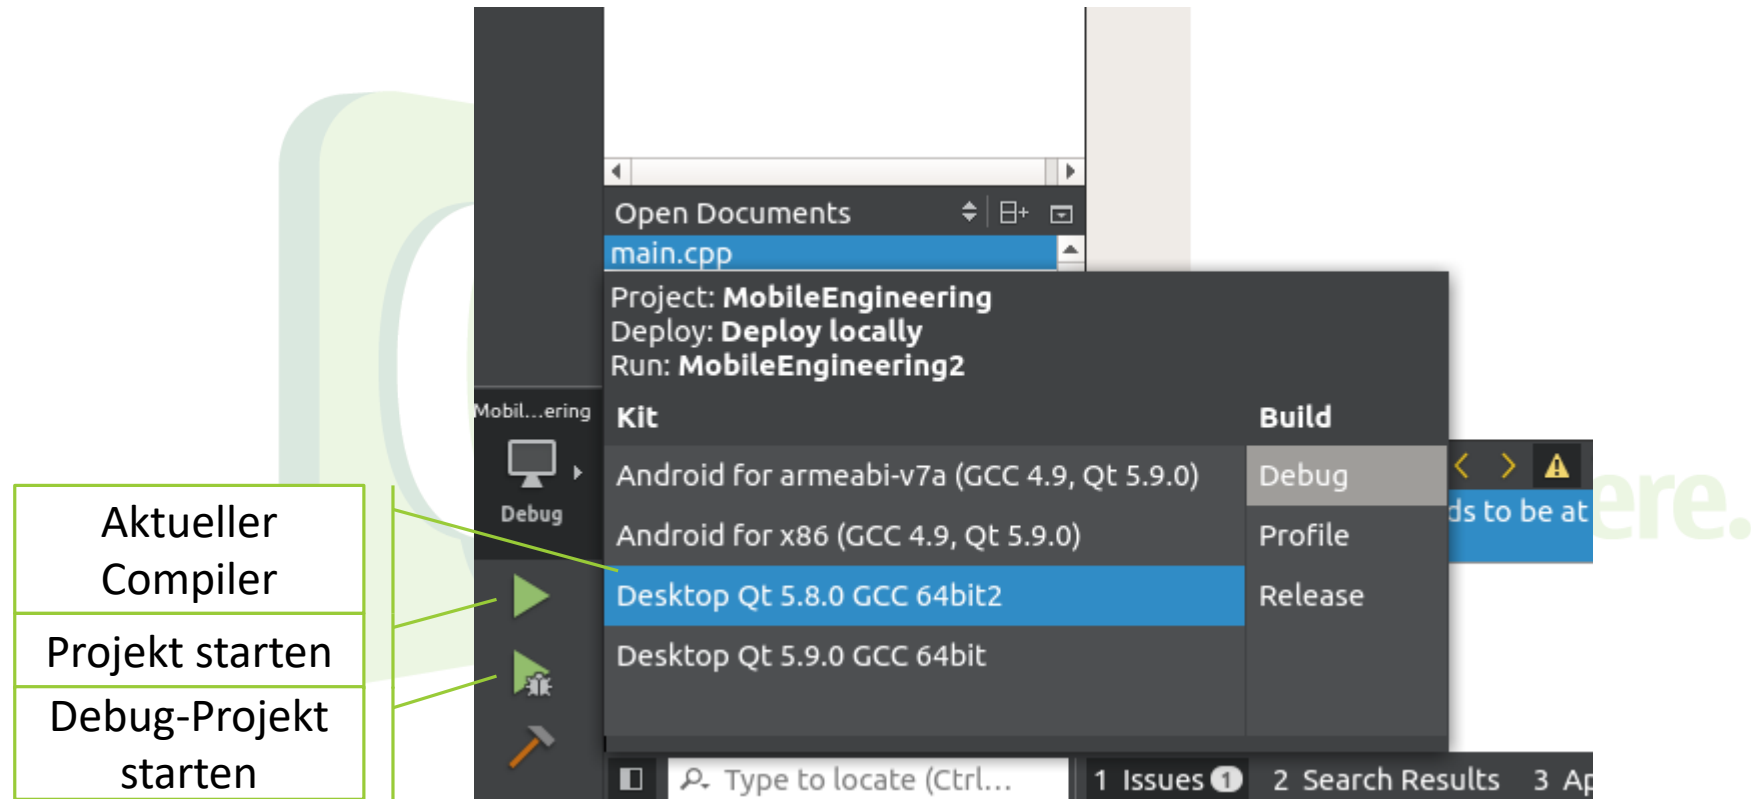 Open Documents
main.cpp
Project: MobileEngineering
Deploy: Deploy locally
Run: MobileEngineering2
Mobil...ering
Kit
Build
Android for armeabi-v7a (GCC 4.9, Qt 5.9.0)
Debug
Debug
ds to be at
ere.
Aktueller
Compiler
Android for x86 (GCC 4.9, Qt 5.9.0)
Profile
Desktop Qt 5.8.0 GCC 64bit2
Release
Projekt starten
Desktop Qt 5.9.0 GCC 64bit
Debug-Projekt
starten
Type to locate (Ctrl...
1 Issues 1
2 Search Results
3 Ap